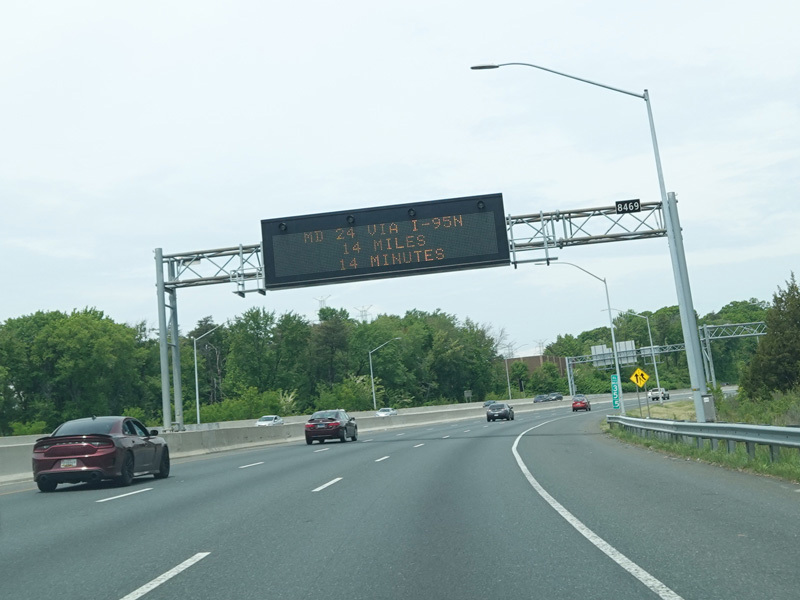 8469
MD 24 VIA I-95N
14 MILES
14 MINUTES